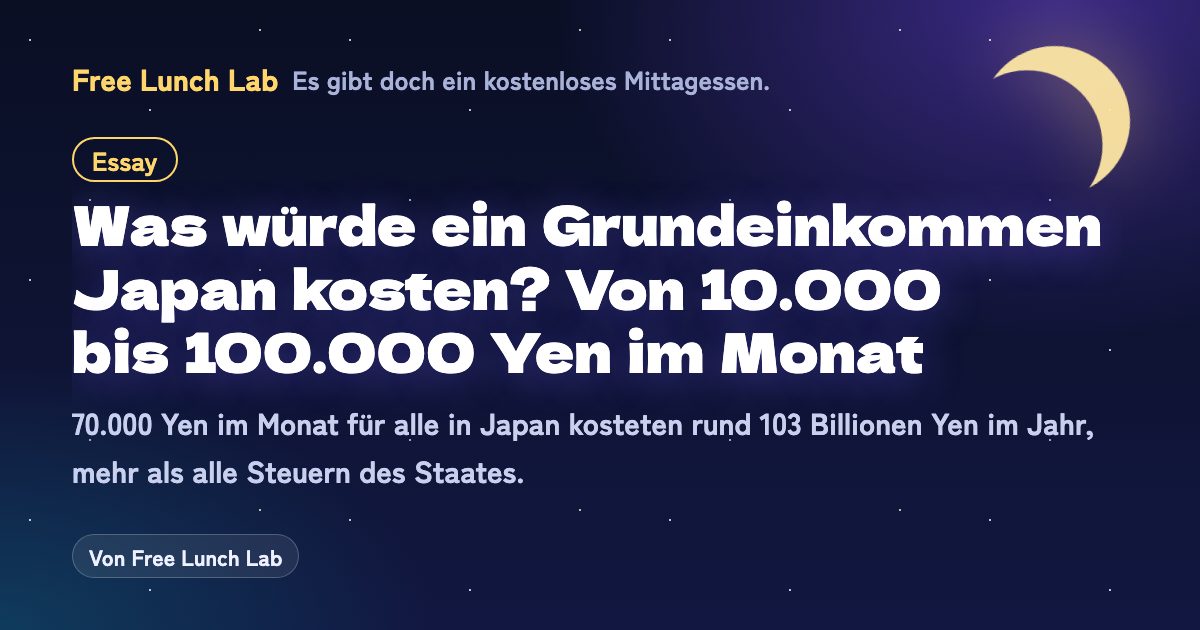 Free Lunch Lab Es gibt doch ein kostenloses Mittagessen.
Essay
Was würde ein Grundeinkommen
Japan kosten? Von 10.000
bis 100.000 Yen im Monat
70.000 Yen im Monat für alle in Japan kosteten rund 103 Billionen Yen im Jahr,
mehr als alle Steuern des Staates.
Von Free Lunch Lab